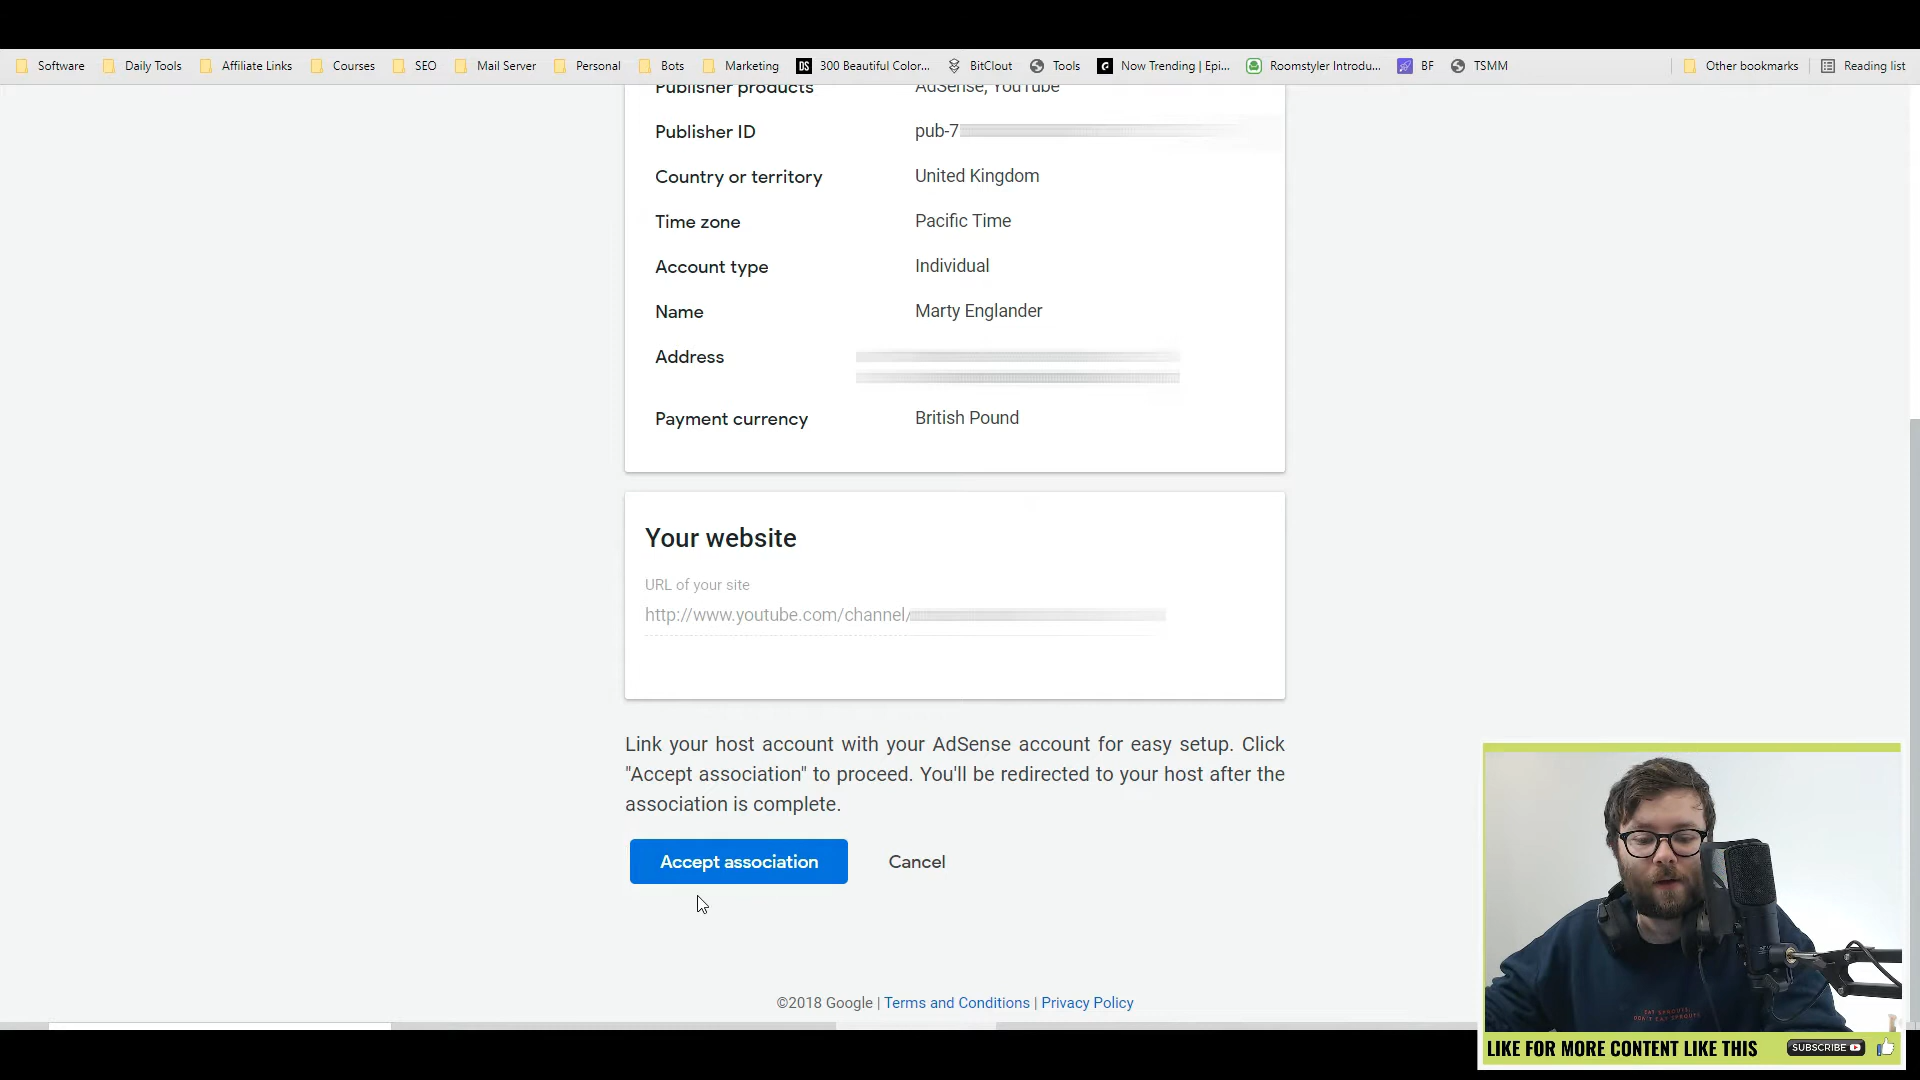 Software Daily Tools Affiliate Links Courses SEO Mail Server Personal Bots Marketing DS 300 Beautiful Color... BitClout Tools Now Trending | Epi... Roomstyler Introdu... BF TSMM Other bookmarks Reading list
Publisher products AdSense, YouTube
Publisher ID pub-7
Country or territory United Kingdom
Time zone Pacific Time
Account type Individual
Name Marty Englander
Address
Payment currency British Pound
Your website
URL of your site
http://www.youtube.com/channel/
Link your host account with your AdSense account for easy setup. Click
"Accept association" to proceed. You'll be redirected to your host after the
association is complete.
Accept association Cancel
©2018 Google | Terms and Conditions | Privacy Policy
LIKE FOR MORE CONTENT LIKE THIS SUBSCRIBE